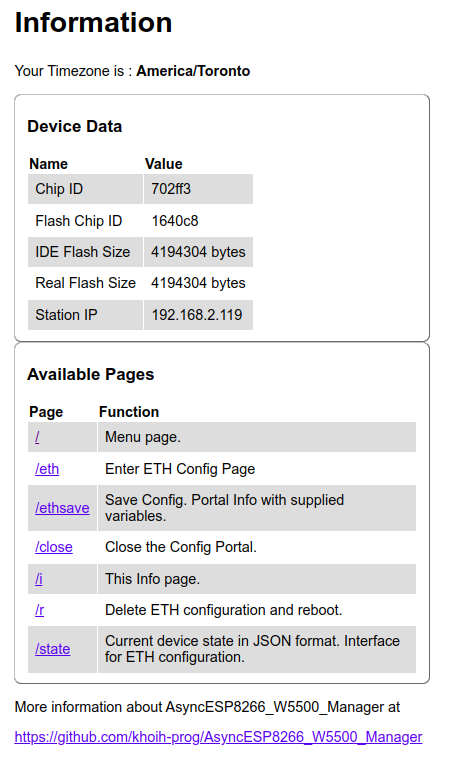 Information
Your Timezone is : America/Toronto
Device Data
Name Value
Chip ID 702ff3
Flash Chip ID 1640c8
IDE Flash Size 4194304 bytes
Real Flash Size 4194304 bytes
Station IP 192.168.2.119
Available Pages
Page Function
/ Menu page.
/eth Enter ETH Config Page
/ethsave Save Config. Portal Info with supplied
variables.
/close Close the Config Portal.
/i This Info page.
/r Delete ETH configuration and reboot.
/state Current device state in JSON format. Interface
for ETH configuration.
More information about AsyncESP8266_W5500_Manager at
https://github.com/khoih-prog/AsyncESP8266_W5500_Manager